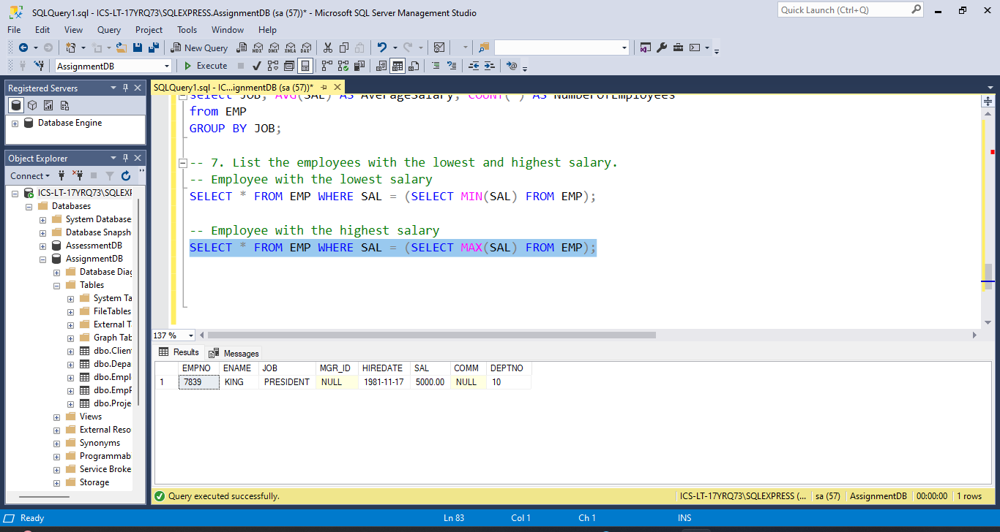 SQLQuery1.sql - ICS-LT-17YRQ73\SQLEXPRESS.AssignmentDB (sa (57))* - Microsoft SQL Server Management Studio
Quick Launch (Ctrl+Q)
File Edit View Query Project Tools Window Help
New Query MDX DMX XMLA DAX
AssignmentDB Execute
Registered Servers
Database Engine
Object Explorer
Connect
ICS-LT-17YRQ73\SQLEXF
Databases
System Database
Database Snapsh
AssessmentDB
AssignmentDB
Database Diag
Tables
System Ta
FileTables
External T
Graph Tab
dbo.Clien
dbo.Depa
dbo.Empl
dbo.EmpF
dbo.Proje
Views
External Reso
Synonyms
Programmab
Service Broke
Storage
SQLQuery1.sql - IC...ignmentDB (sa (57))*
select JOB, AVG(SAL) AS AverageSalary, COUNT(*) AS NumberOfEmployees
from EMP
GROUP BY JOB;
-- 7. List the employees with the lowest and highest salary.
-- Employee with the lowest salary
SELECT * FROM EMP WHERE SAL = (SELECT MIN(SAL) FROM EMP);
-- Employee with the highest salary
SELECT * FROM EMP WHERE SAL = (SELECT MAX(SAL) FROM EMP);
137 %
Results Messages
EMPNO ENAME JOB MGR_ID HIREDATE SAL COMM DEPTNO
1 7839 KING PRESIDENT NULL 1981-11-17 5000.00 NULL 10
Query executed successfully. ICS-LT-17YRQ73\SQLEXPRESS (... sa (57) AssignmentDB 00:00:00 1 rows
Ready Ln 83 Col 1 Ch 1 INS